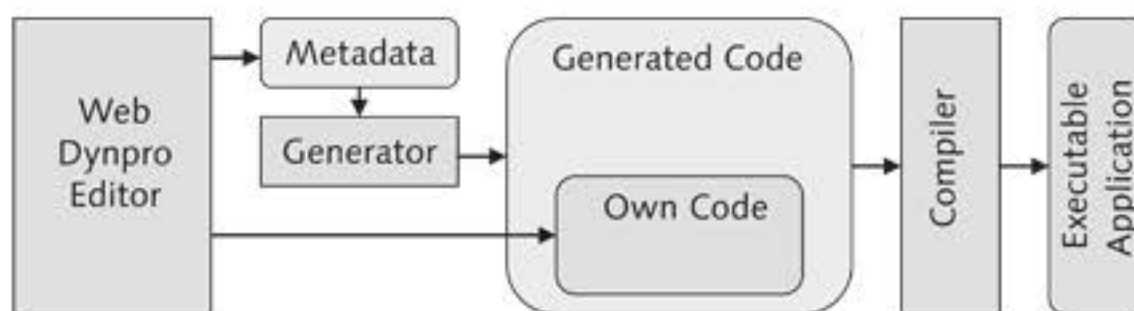 Web
Dynpro
Editor
Metadata
Generator
Generated Code
Own Code
Compiler
Executable
Application